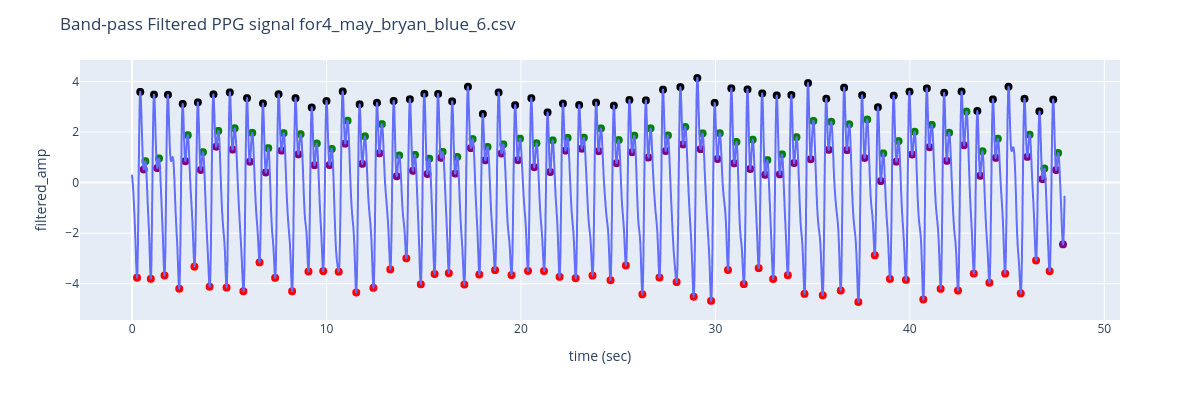 Band-pass Filtered PPG signal for4_may_bryan_blue_6.csv
4
2
0
−2
−4
filtered_amp
0 10 20 30 40 50
time (sec)